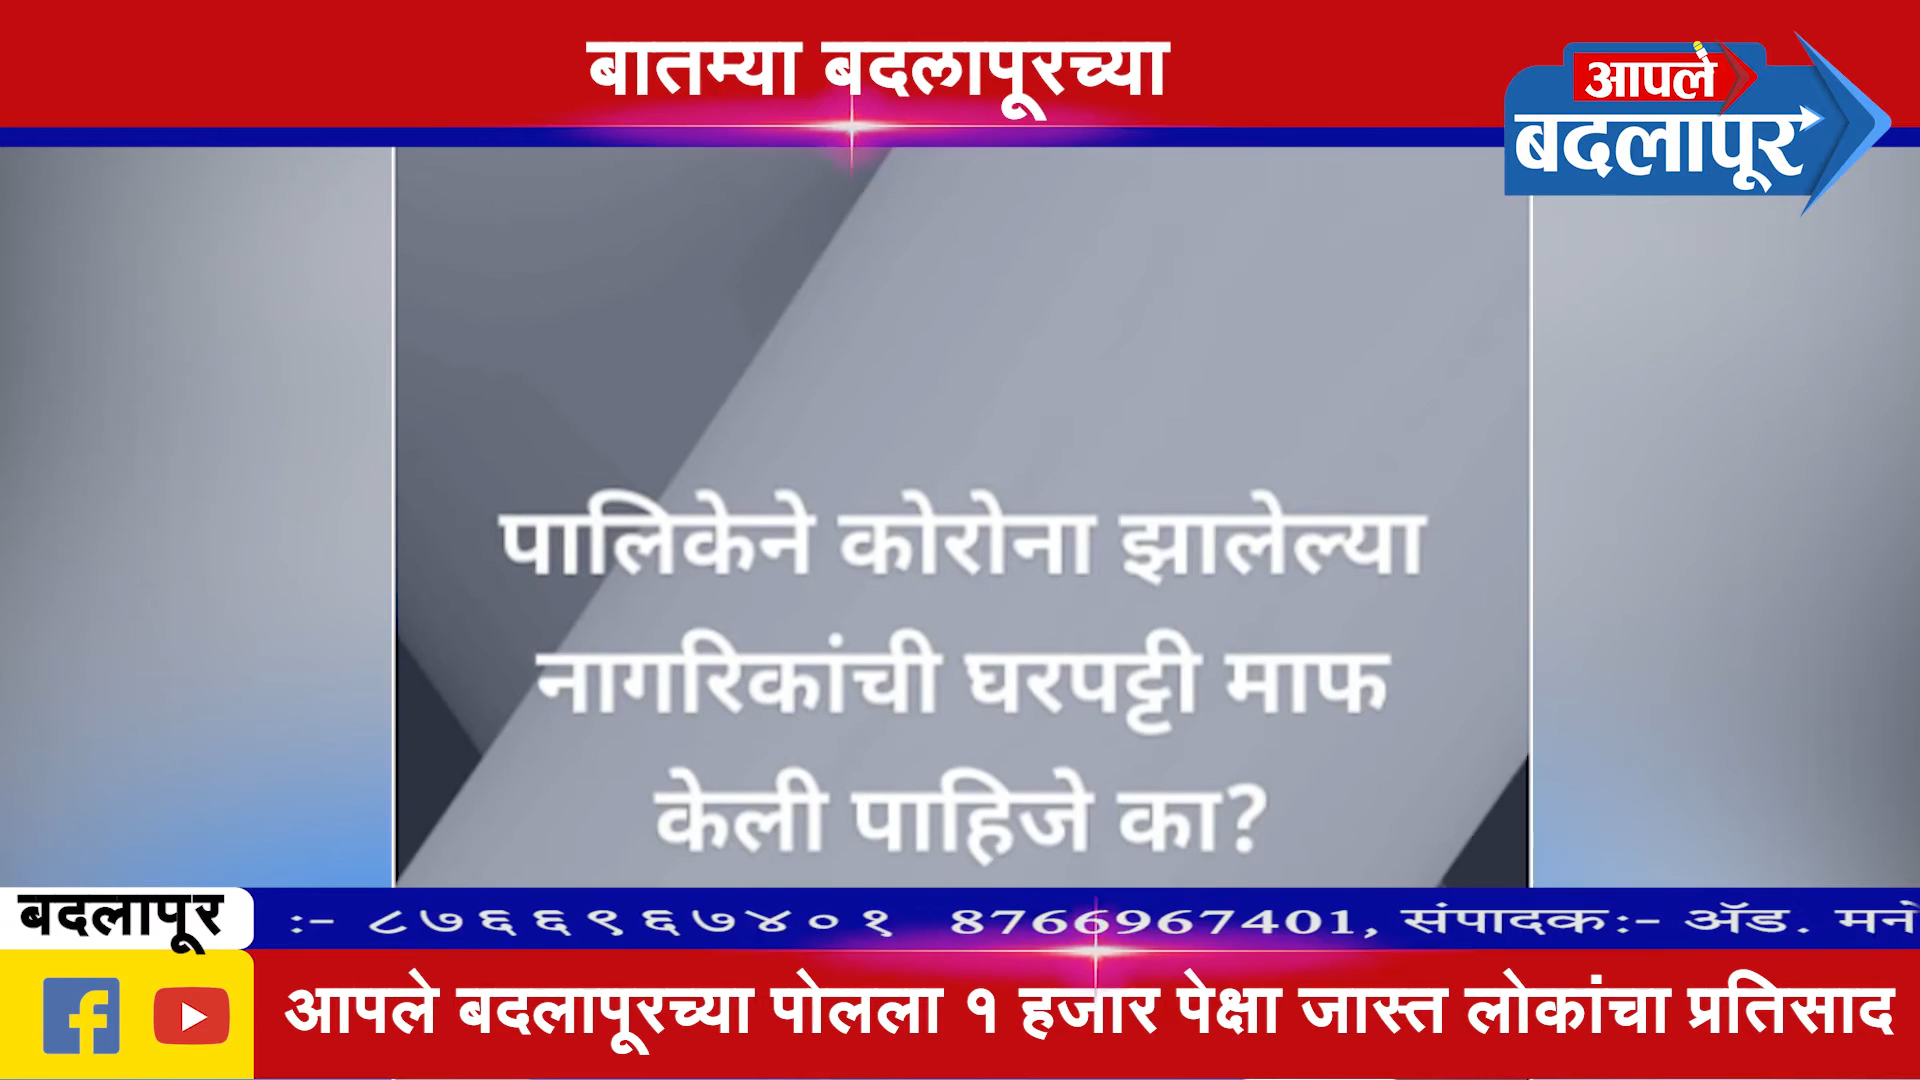 बातम्या बदलापूरच्या
आपले
बदलापूर
पालिकेने कोरोना झालेल्या
नागरिकांची घरपट्टी माफ
केली पाहिजे का?
बदलापूर
:- ८७६६९६७४०१ 8766967401, संपादक:- ॲड. मने
आपले बदलापूरच्या पोलला १ हजार पेक्षा जास्त लोकांचा प्रतिसाद